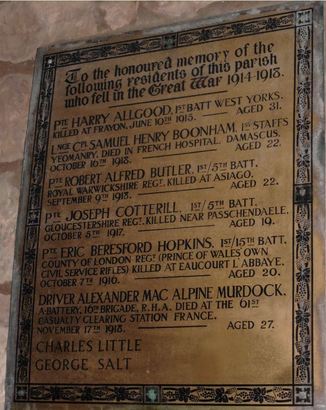 To the honoured memory of the
following residents of this parish
who fell in the Great War 1914-1918.
PTE HARRY ALLGOOD, 1ST BATT WEST YORKS.
KILLED AT FRAYON, JUNE 10TH 1915. AGED 31.
LNCE CPL SAMUEL HENRY BOONHAM, 1ST STAFFS
YEOMANRY. DIED IN FRENCH HOSPITAL, DAMASCUS.
OCTOBER 16TH 1918. AGED 22.
PTE ROBERT ALFRED BUTLER, 1ST/5TH BATT.
ROYAL WARWICKSHIRE REGT. KILLED AT ASIAGO,
SEPTEMBER 9TH 1918. AGED 22.
PTE JOSEPH COTTERILL. 1ST/5TH BATT.
GLOUCESTERSHIRE REGT. KILLED NEAR PASSCHENDAELE.
OCTOBER 5TH 1917. AGED 19.
PTE ERIC BERESFORD HOPKINS. 1ST/15TH BATT.
COUNTY OF LONDON REGT. (PRINCE OF WALES OWN,
CIVIL SERVICE RIFLES) KILLED AT EAUCOURT L'ABBAYE.
OCTOBER 7TH 1916. AGED 20.
DRIVER ALEXANDER MAC ALPINE MURDOCK.
A-BATTERY, 10TH BRIGADE, R.H.A. DIED AT THE 61ST
CASUALTY CLEARING STATION FRANCE.
NOVEMBER 17TH 1918. AGED 27.
CHARLES LITTLE
GEORGE SALT